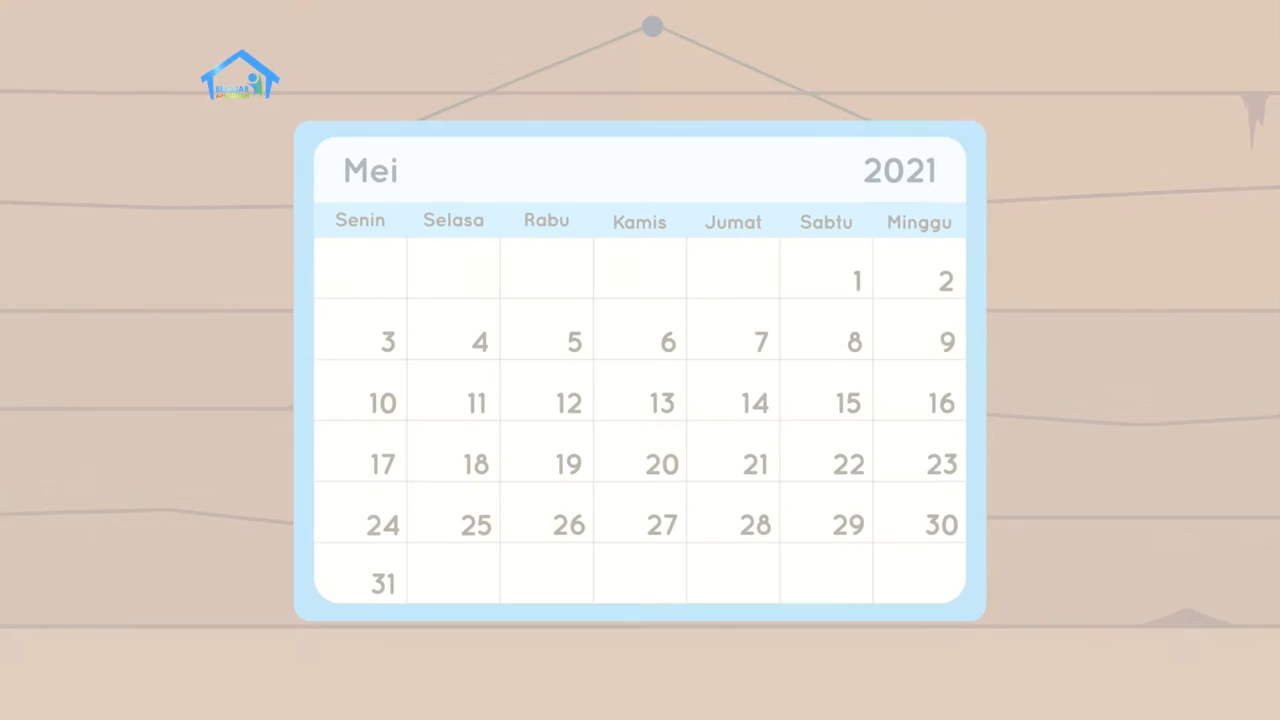 BELAJAR
Mei 2021
Senin Selasa Rabu Kamis Jumat Sabtu Minggu
1 2
3 4 5 6 7 8 9
10 11 12 13 14 15 16
17 18 19 20 21 22 23
24 25 26 27 28 29 30
31